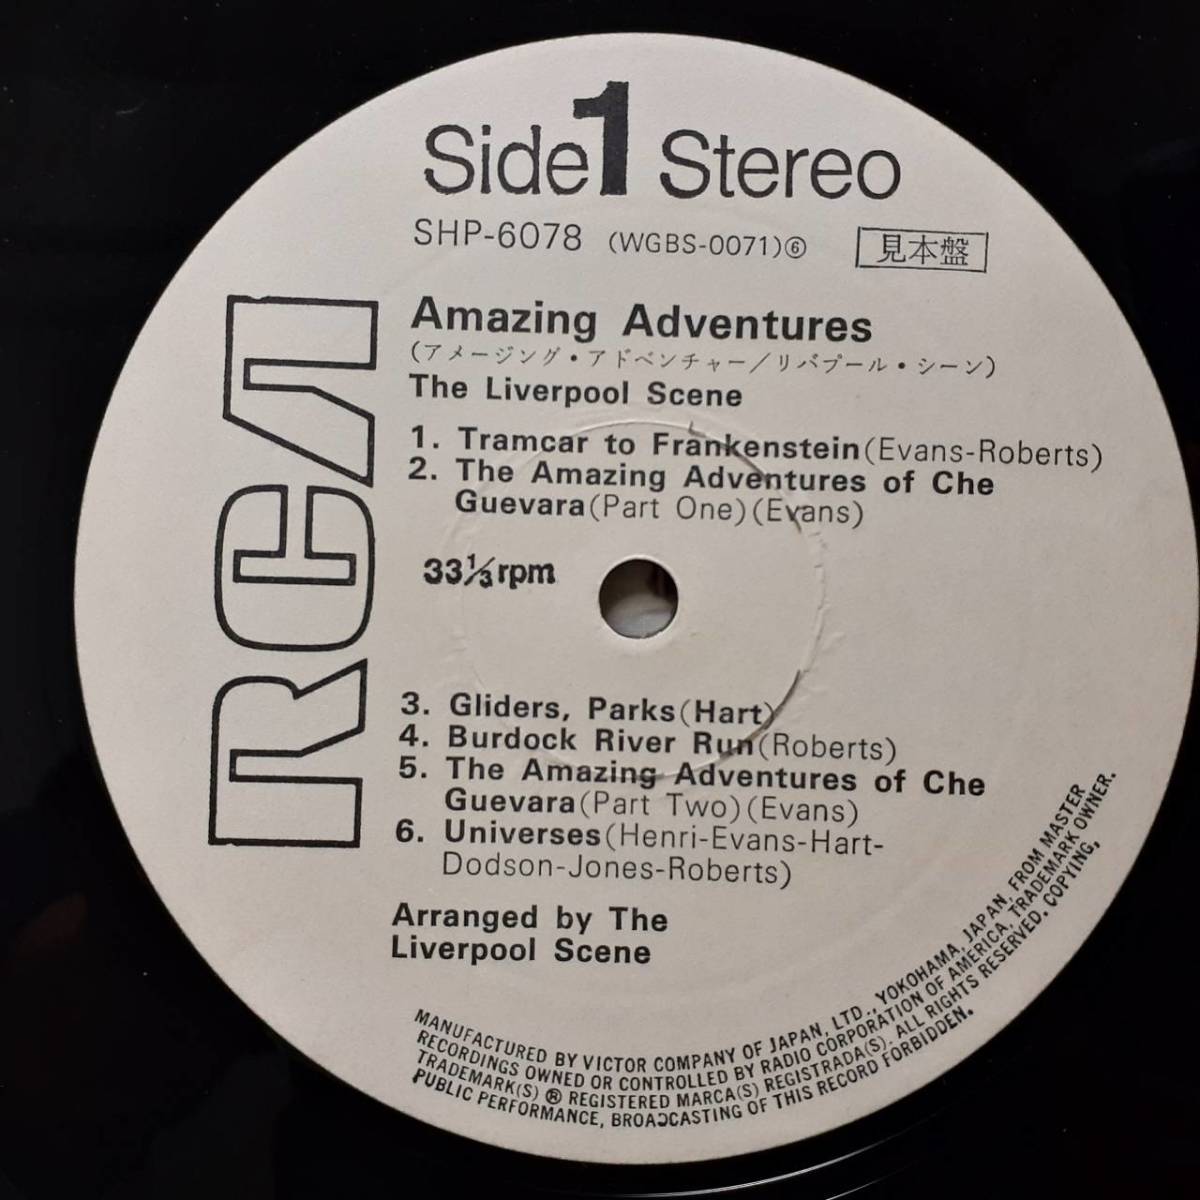 Side 1 Stereo
SHP-6078 (WGBS-0071)⑥ 見本盤
Amazing Adventures
(アメージング・アドベンチャー/リバプール・シーン)
The Liverpool Scene
1. Tramcar to Frankenstein(Evans-Roberts)
2. The Amazing Adventures of Che
Guevara(Part One)(Evans)
33⅓rpm
3. Gliders, Parks(Hart)
4. Burdock River Run(Roberts)
5. The Amazing Adventures of Che
Guevara(Part Two)(Evans)
6. Universes(Henri-Evans-Hart-
Dodson-Jones-Roberts)
Arranged by The
Liverpool Scene
RCA
MANUFACTURED BY VICTOR COMPANY OF JAPAN, LTD., YOKOHAMA, JAPAN, FROM MASTER
RECORDINGS OWNED OR CONTROLLED BY RADIO CORPORATION OF AMERICA, TRADEMARK OWNER.
TRADEMARK(S) ® REGISTERED MARCA(S) REGISTRADA(S). ALL RIGHTS RESERVED. COPYING,
PUBLIC PERFORMANCE, BROADCASTING OF THIS RECORD FORBIDDEN.